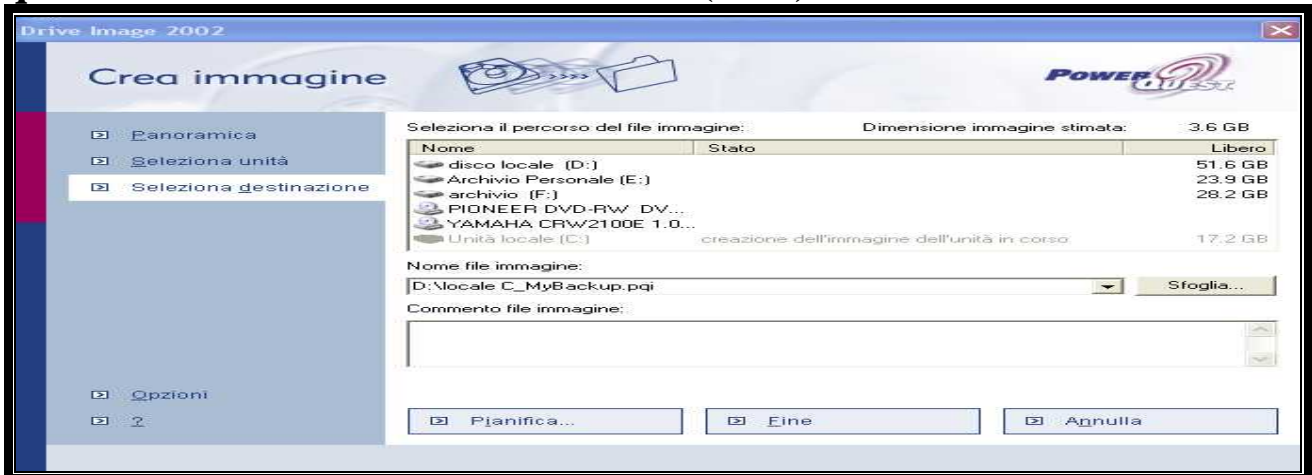 Drive Image 2002
Crea immagine
POWERQUEST
Panoramica
Seleziona unità
Seleziona destinazione
Seleziona il percorso del file immagine: Dimensione immagine stimata: 3.6 GB
Nome Stato Libero
disco locale (D:) 51.6 GB
Archivio Personale (E:) 23.9 GB
archivio (F:) 28.2 GB
PIONEER DVD-RW DV...
YAMAHA CRW2100E 1.0...
Unità locale (C:) creazione dell'immagine dell'unità in corso 17.2 GB
Nome file immagine:
D:\locale C_MyBackup.pqi Sfoglia...
Commento file immagine:
Opzioni
?
Pianifica... Fine Annulla